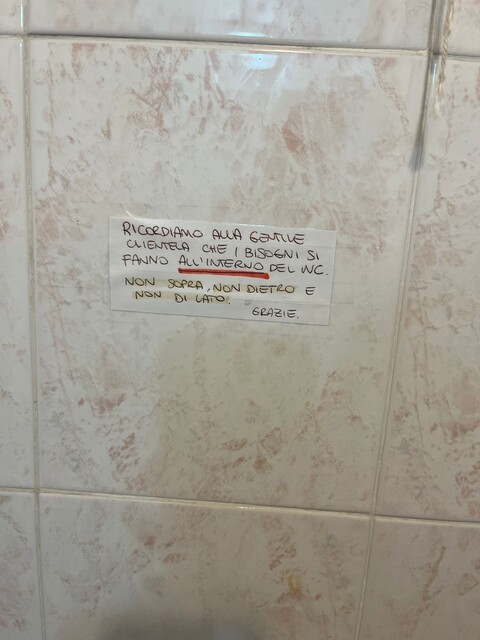 RICORDIAMO ALLA GENTILE
CLIENTELA CHE I BISOGNI SI
FANNO ALL'INTERNO DEL WC.
NON SOPRA, NON DIETRO E
NON DI LATO.
GRAZIE.